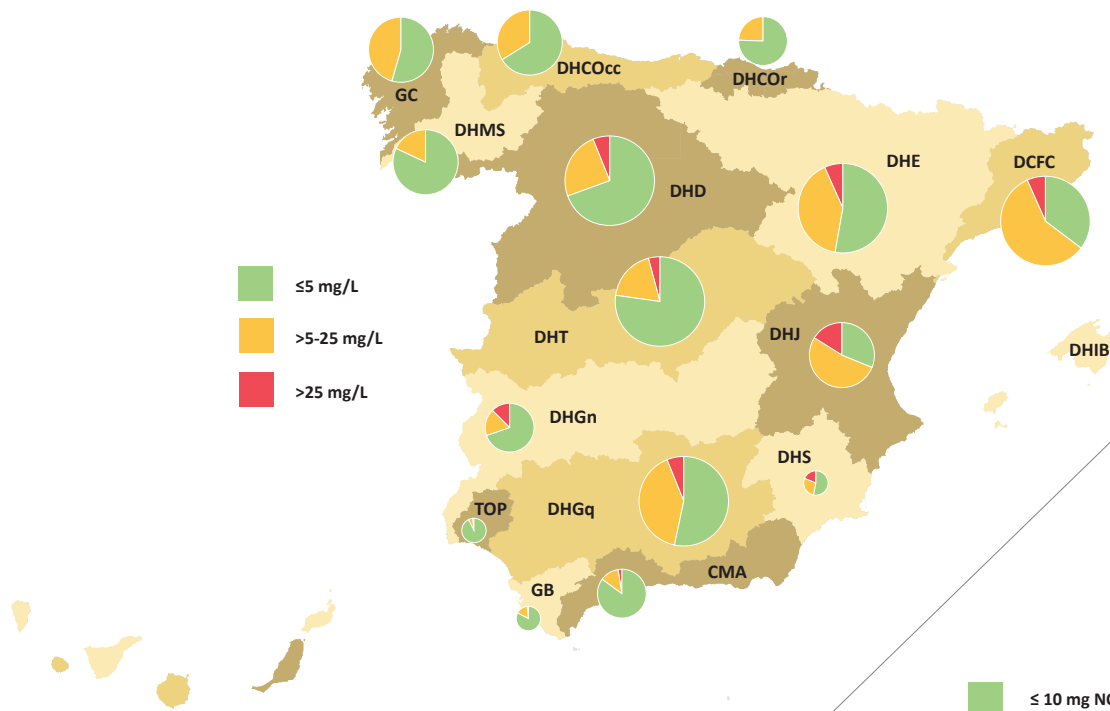 DHCOcc
DHCOr
GC
DHMS
DHE
DCFC
DHD
≤5 mg/L
>5-25 mg/L
>25 mg/L
DHT
DHJ
DHIB
DHGn
DHS
TOP
DHGq
CMA
GB
≤ 10 mg